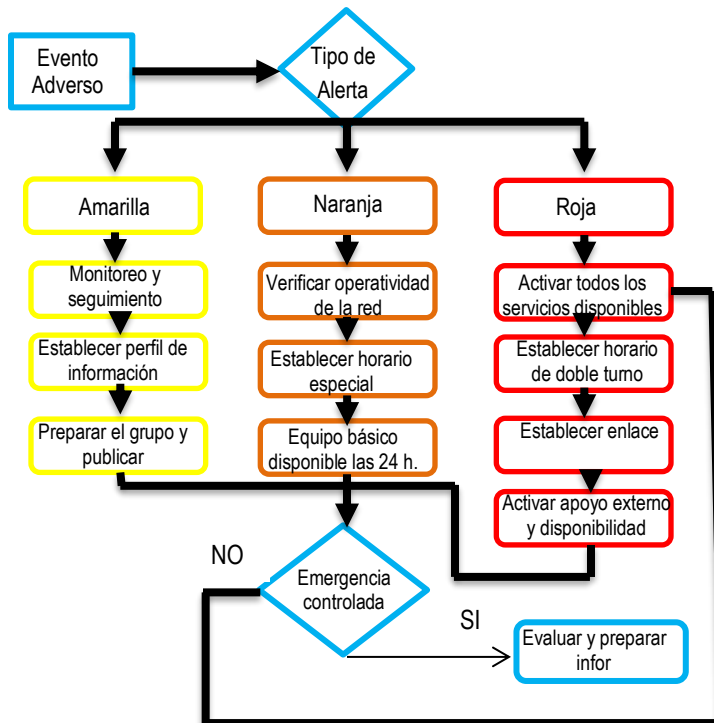 Evento
Adverso
Tipo de
Alerta
Amarilla
Naranja
Roja
Monitoreo y
seguimiento
Verificar operatividad
de la red
Activar todos los
servicios disponibles
Establecer perfil de
información
Establecer horario
especial
Establecer horario
de doble turno
Preparar el grupo y
publicar
Equipo básico
disponible las 24 h.
Establecer enlace
Activar apoyo externo
y disponibilidad
NO
Emergencia
controlada
SI
Evaluar y preparar
infor